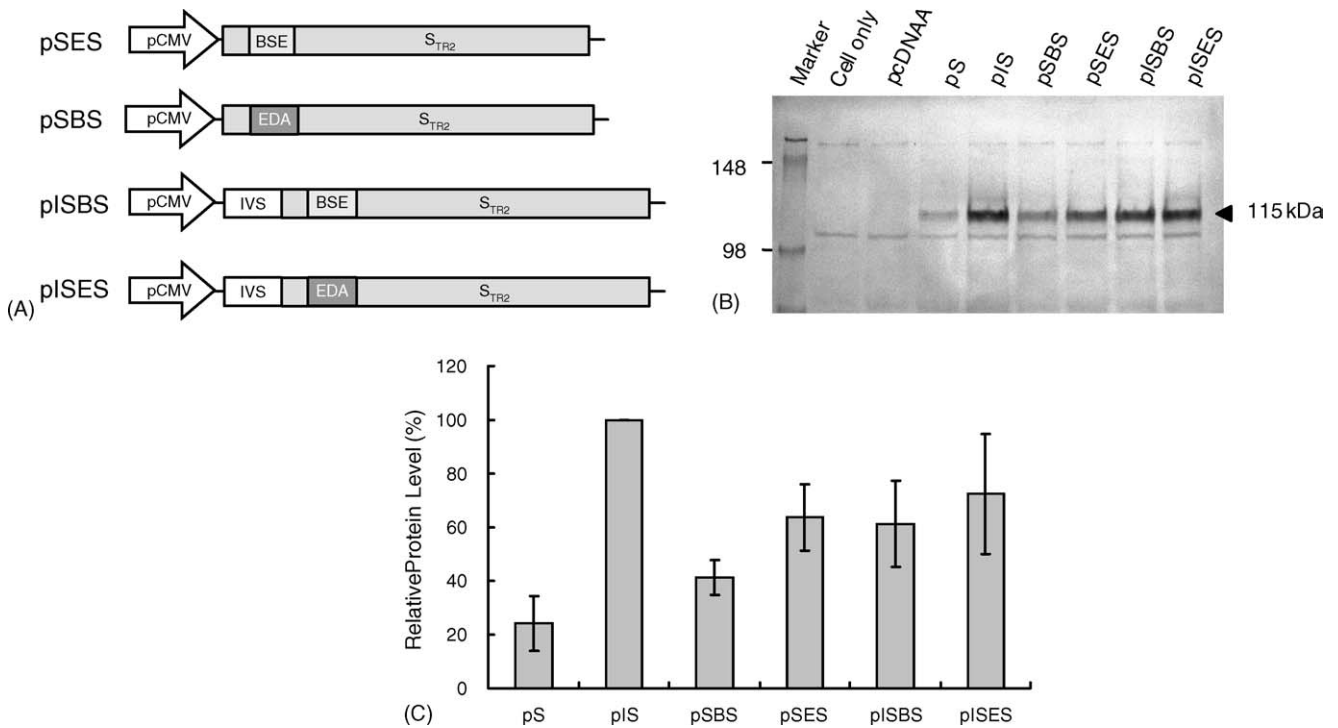 pSES pCMV BSE STR2
pSBS pCMV EDA STR2
pISBS pCMV IVS BSE STR2
pISES pCMV IVS EDA STR2
(A)
Marker
Cell only
pcDNAA
pS
pIS
pSBS
pSES
pISBS
pISES
148
98
115 kDa
(B)
RelativeProtein Level (%)
120
100
80
60
40
20
0
pS pIS pSBS pSES pISBS pISES
(C)